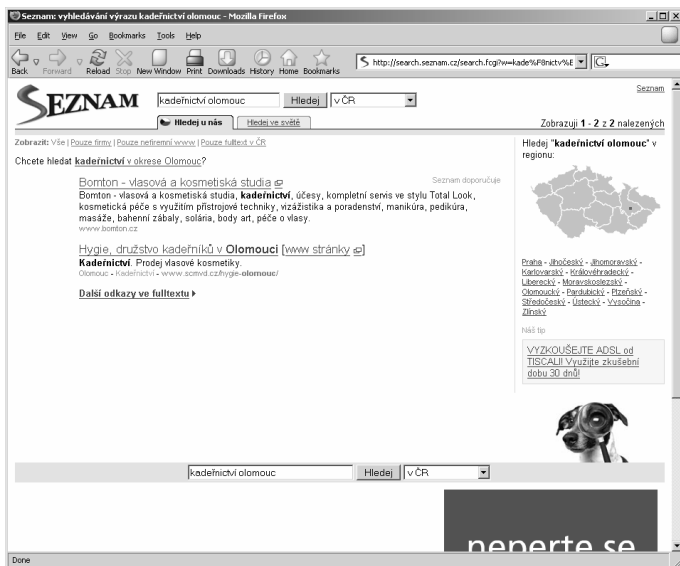 Seznam: vyhledávání výrazu kadeřnictví olomouc - Mozilla Firefox
File Edit View Go Bookmarks Tools Help
Back Forward Reload Stop New Window Print Downloads History Home Bookmarks
http://search.seznam.cz/search.fcgi?w=kade%F8nictv%E
G
Seznam
SEZNAM
kadeřnictví olomouc Hledej v ČR
Hledej u nás Hledej ve světě
Zobrazuji 1 - 2 z 2 nalezených
Zobrazit: Vše | Pouze firmy | Pouze nefiremní www | Pouze fulltext v ČR
Chcete hledat kadeřnictví v okrese Olomouc?
Bomton - vlasová a kosmetiská studia
Seznam doporučuje
Bomton - vlasová a kosmetiská studia, kadeřnictví, účesy, kompletní servis ve stylu Total Look,
kosmetická péče s využitím přístrojové techniky, vizážistika a poradenství, manikúra, pedikúra,
masáže, bahenní zábaly, solária, body art, péče o vlasy.
www.bomton.cz
Hygie, družstvo kadeřníků v Olomouci [www stránky]
Kadeřnictví. Prodej vlasové kosmetiky.
Olomouc - Kadeřnictví - www.scmvd.cz/hygie-olomouc/
Další odkazy ve fulltextu
Hledej "kadeřnictví olomouc" v
regionu:
Praha - Jihočeský - Jihomoravský -
Karlovarský - Královéhradecký -
Liberecký - Moravskoslezský -
Olomoucký - Pardubický - Plzeňský -
Středočeský - Ústecký - Vysočina -
Zlínský
Náš tip
VYZKOUŠEJTE ADSL od
TISCALI! Využijte zkušební
dobu 30 dnů!
kadeřnictví olomouc Hledej v ČR
neperte se
Done